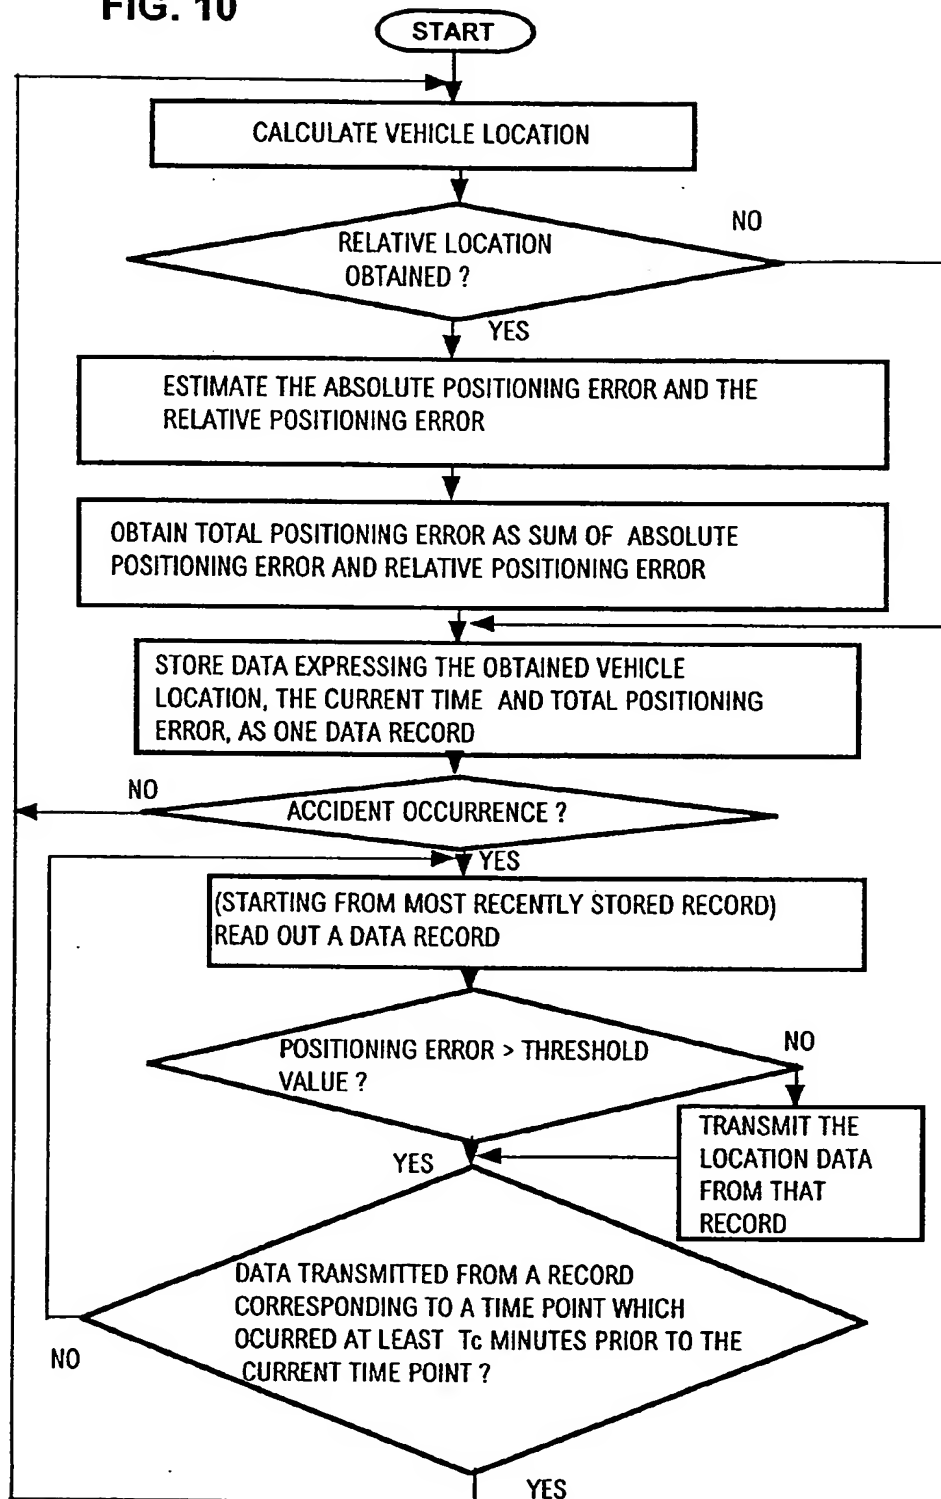 FIG. 10
START
CALCULATE VEHICLE LOCATION
NO
RELATIVE LOCATION
OBTAINED ?
YES
ESTIMATE THE ABSOLUTE POSITIONING ERROR AND THE
RELATIVE POSITIONING ERROR
OBTAIN TOTAL POSITIONING ERROR AS SUM OF ABSOLUTE
POSITIONING ERROR AND RELATIVE POSITIONING ERROR
STORE DATA EXPRESSING THE OBTAINED VEHICLE
LOCATION, THE CURRENT TIME AND TOTAL POSITIONING
ERROR, AS ONE DATA RECORD
NO
ACCIDENT OCCURRENCE ?
YES
(STARTING FROM MOST RECENTLY STORED RECORD)
READ OUT A DATA RECORD
POSITIONING ERROR > THRESHOLD
VALUE ?
NO
TRANSMIT THE
LOCATION DATA
FROM THAT
RECORD
YES
DATA TRANSMITTED FROM A RECORD
CORRESPONDING TO A TIME POINT WHICH
OCURRED AT LEAST Tc MINUTES PRIOR TO THE
CURRENT TIME POINT ?
NO
YES